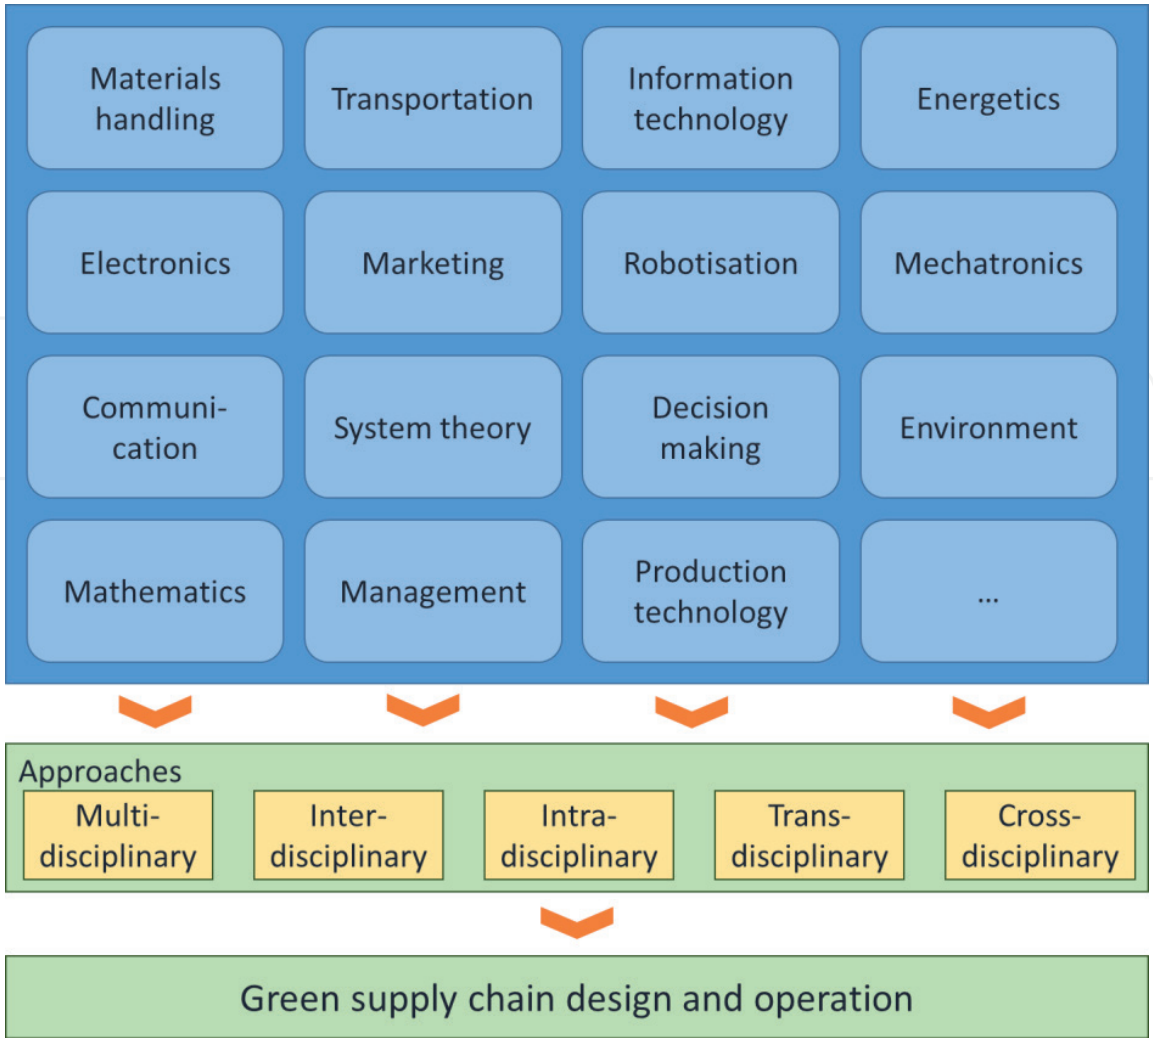 Materials
handling
Transportation
Information
technology
Energetics
Electronics
Marketing
Robotisation
Mechatronics
Communi-
cation
System theory
Decision
making
Environment
Mathematics
Management
Production
technology
...
Approaches
Multi-
disciplinary
Inter-
disciplinary
Intra-
disciplinary
Trans-
disciplinary
Cross-
disciplinary
Green supply chain design and operation